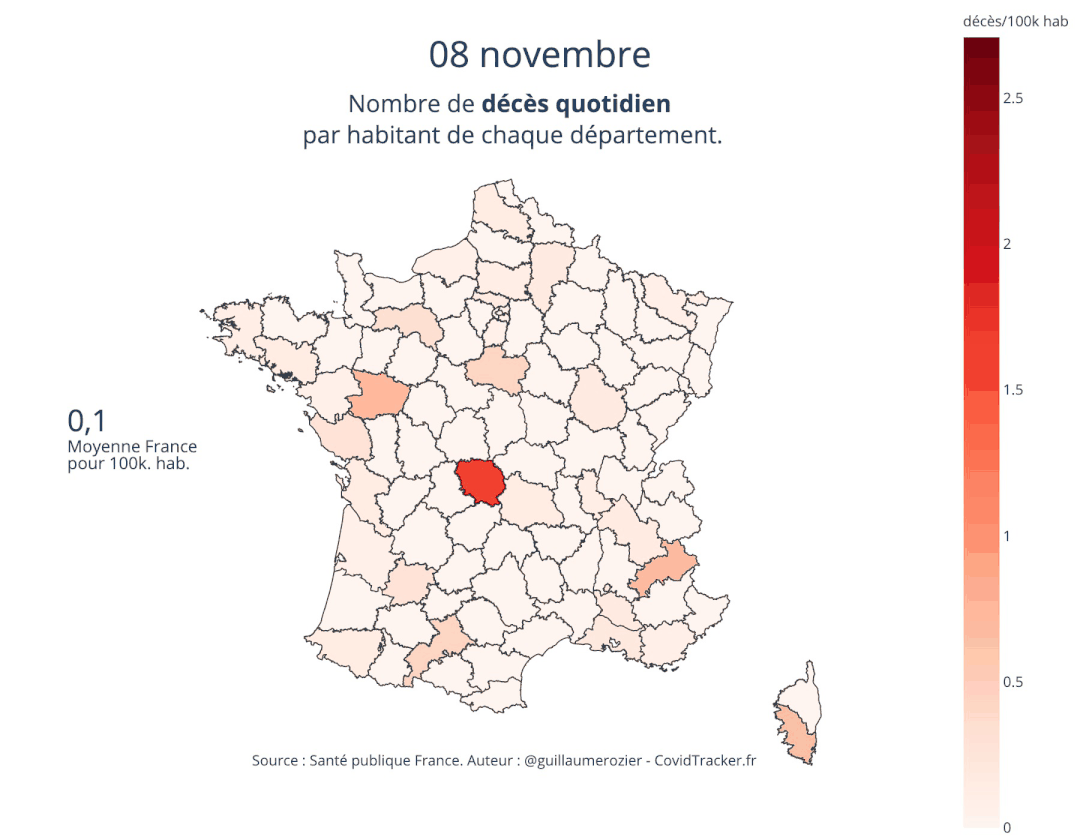 décès/100k hab
08 novembre
Nombre de décès quotidien
par habitant de chaque département.
2.5
2
1.5
1
0.5
0
0,1
Moyenne France
pour 100k. hab.
Source : Santé publique France. Auteur : @guillaumerozier - CovidTracker.fr